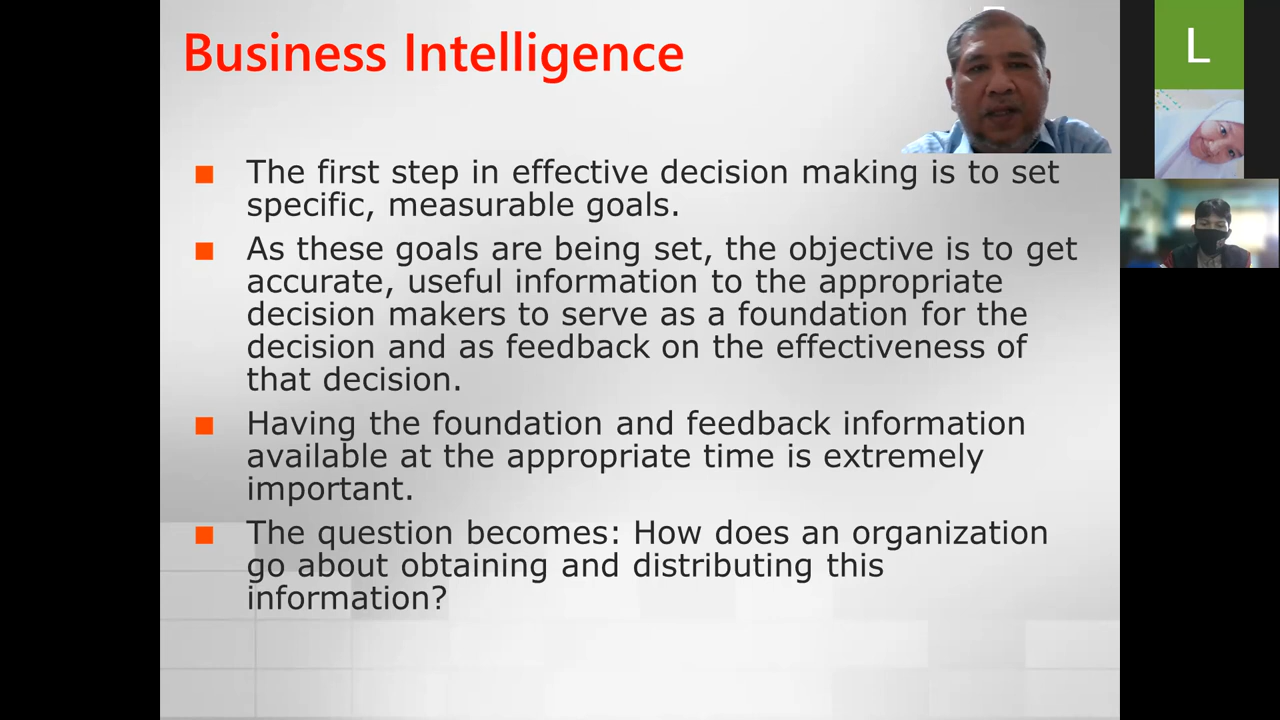 Business Intelligence
L
The first step in effective decision making is to set
specific, measurable goals.
As these goals are being set, the objective is to get
accurate, useful information to the appropriate
decision makers to serve as a foundation for the
decision and as feedback on the effectiveness of
that decision.
Having the foundation and feedback information
available at the appropriate time is extremely
important.
The question becomes: How does an organization
go about obtaining and distributing this
information?